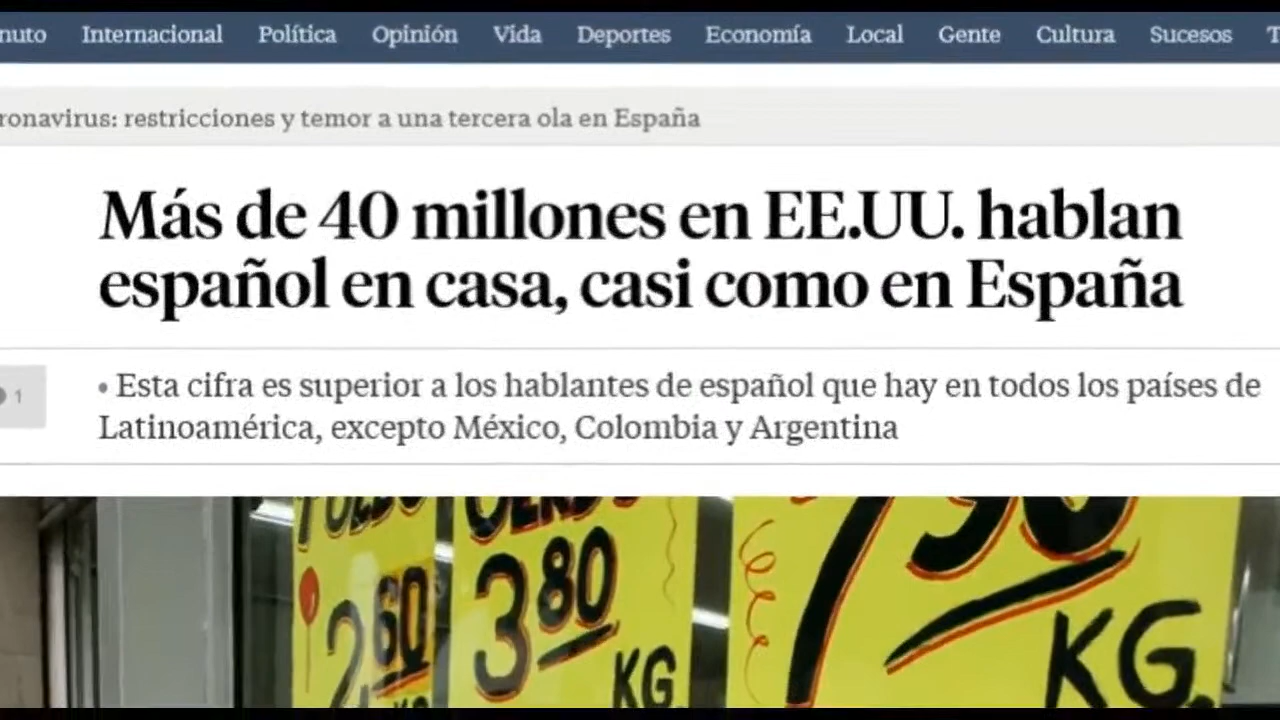 Internacional Política Opinión Vida Deportes Economía Local Gente Cultura Sucesos
restricciones y temor a una tercera ola en España
Más de 40 millones en EE.UU. hablan
español en casa, casi como en España
1
• Esta cifra es superior a los hablantes de español que hay en todos los países de
Latinoamérica, excepto México, Colombia y Argentina
2,60
3,80
KG
KG.